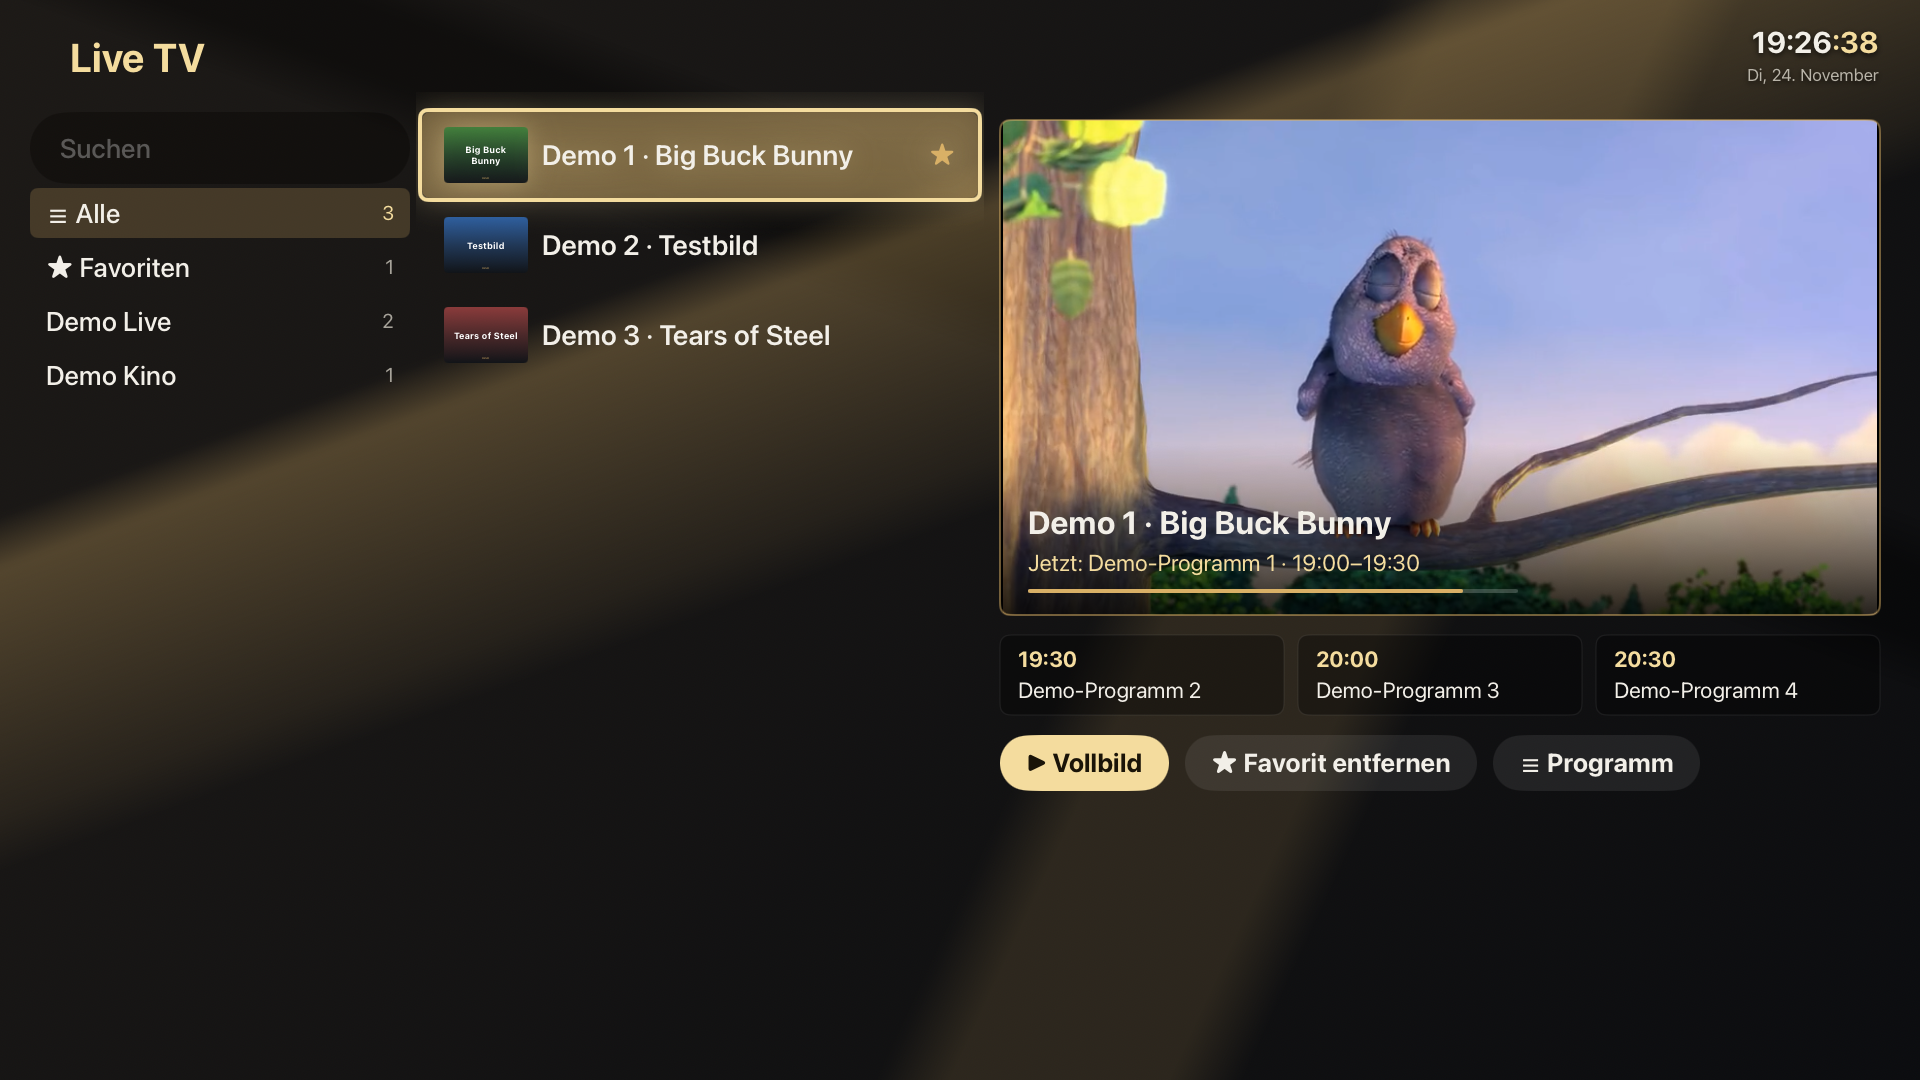 Live TV
19:26:38
Di, 24. November
Suchen
Alle 3
Favoriten 1
Demo Live 2
Demo Kino 1
Big Buck
Bunny
Demo 1 · Big Buck Bunny
Testbild
Demo 2 · Testbild
Tears of Steel
Demo 3 · Tears of Steel
Demo 1 · Big Buck Bunny
Jetzt: Demo-Programm 1 · 19:00–19:30
19:30
Demo-Programm 2
20:00
Demo-Programm 3
20:30
Demo-Programm 4
Vollbild
Favorit entfernen
Programm